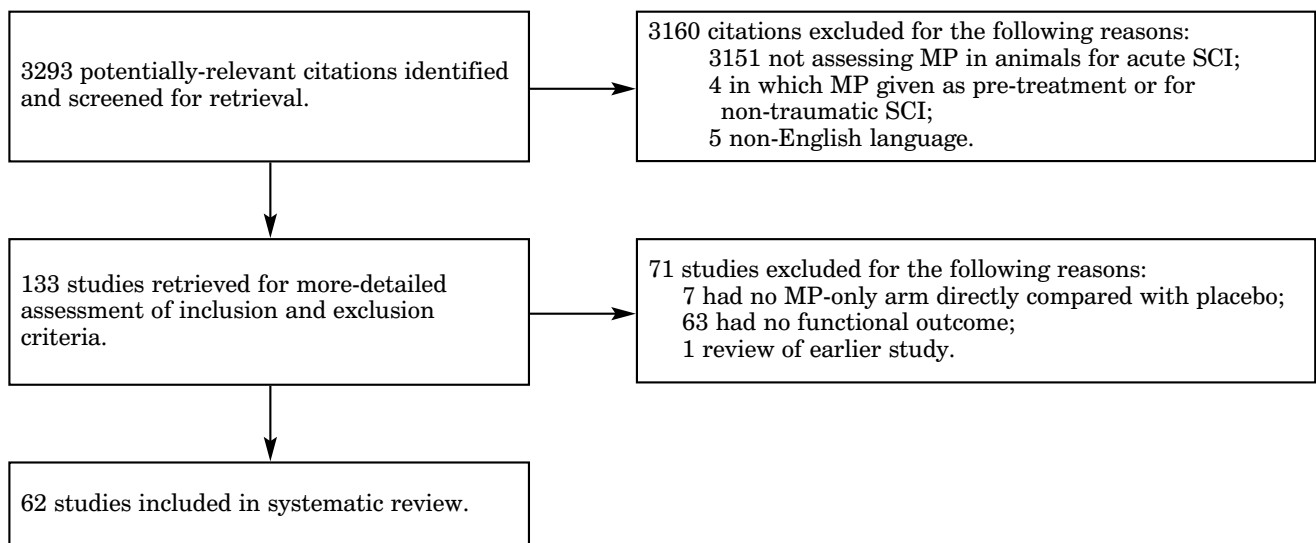 3293 potentially-relevant citations identified
and screened for retrieval.
3160 citations excluded for the following reasons:
3151 not assessing MP in animals for acute SCI;
4 in which MP given as pre-treatment or for
non-traumatic SCI;
5 non-English language.
133 studies retrieved for more-detailed
assessment of inclusion and exclusion
criteria.
71 studies excluded for the following reasons:
7 had no MP-only arm directly compared with placebo;
63 had no functional outcome;
1 review of earlier study.
62 studies included in systematic review.